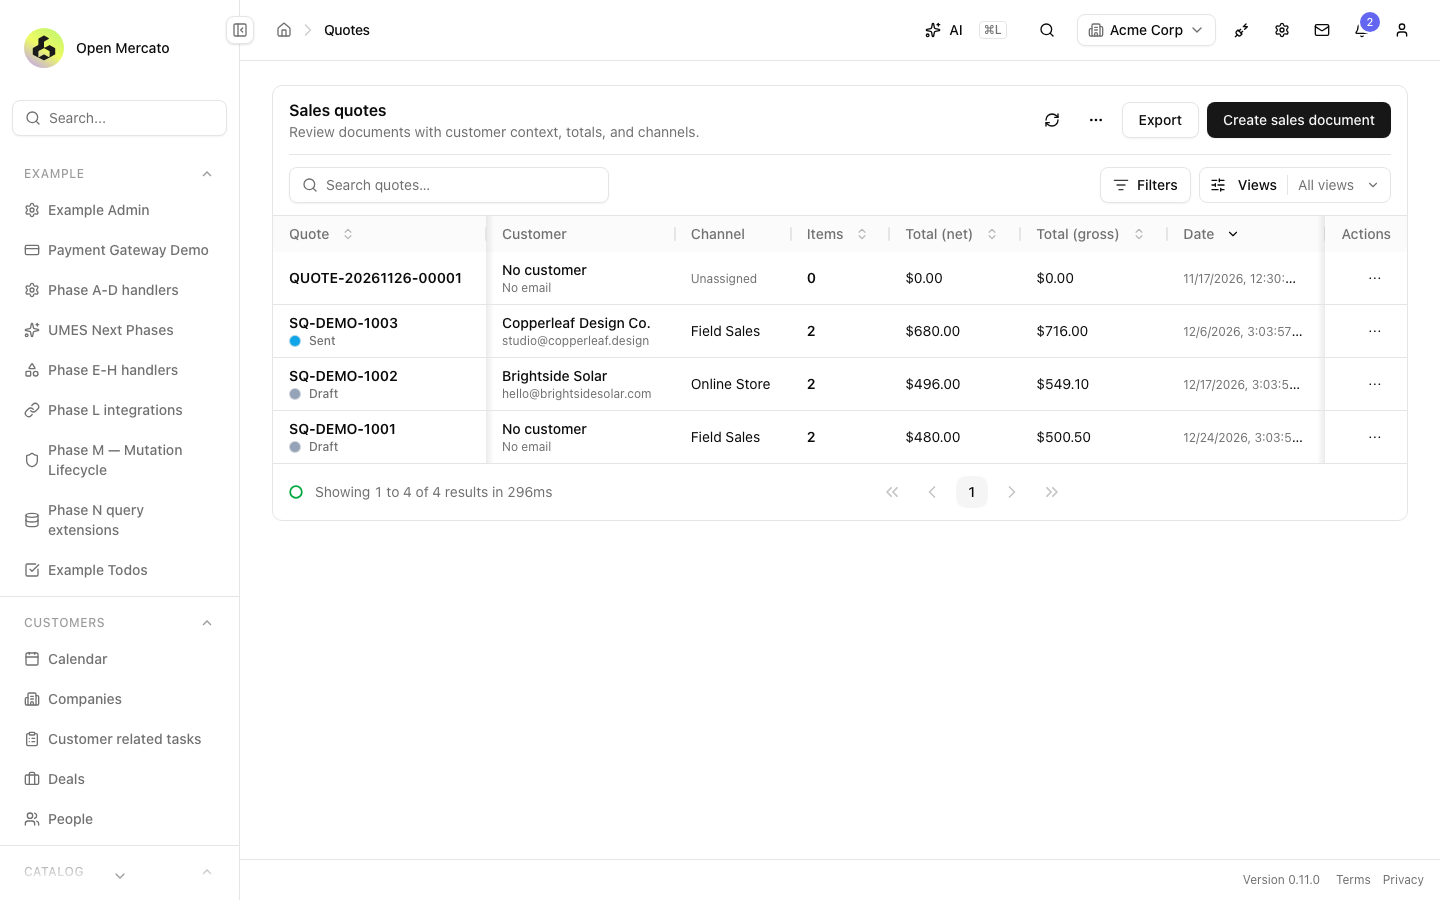 Open Mercato
Search...
EXAMPLE
Example Admin
Payment Gateway Demo
Phase A-D handlers
UMES Next Phases
Phase E-H handlers
Phase L integrations
Phase M — Mutation
Lifecycle
Phase N query
extensions
Example Todos
CUSTOMERS
Calendar
Companies
Customer related tasks
Deals
People
CATALOG
Quotes
AI ⌘L
Acme Corp
2
Sales quotes
Review documents with customer context, totals, and channels.
Export
Create sales document
Search quotes...
Filters
Views All views
Quote Customer Channel Items Total (net) Total (gross) Date Actions
QUOTE-20261126-00001 No customer Unassigned 0 $0.00 $0.00 11/17/2026, 12:30:...
No email
SQ-DEMO-1003 Copperleaf Design Co. Field Sales 2 $680.00 $716.00 12/6/2026, 3:03:57...
Sent studio@copperleaf.design
SQ-DEMO-1002 Brightside Solar Online Store 2 $496.00 $549.10 12/17/2026, 3:03:5...
Draft hello@brightsidesolar.com
SQ-DEMO-1001 No customer Field Sales 2 $480.00 $500.50 12/24/2026, 3:03:5...
Draft No email
Showing 1 to 4 of 4 results in 296ms
1
Version 0.11.0 Terms Privacy